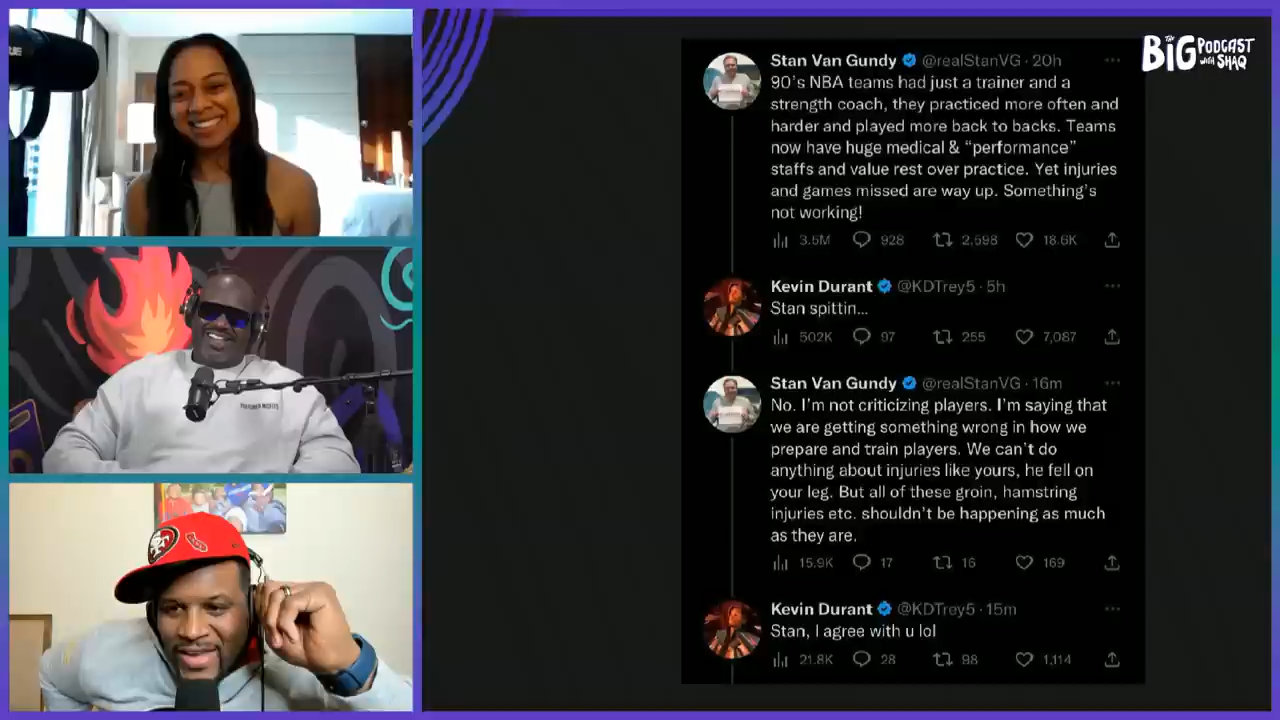 THE BIG PODCAST WITH SHAQ
Stan Van Gundy @realStanVG · 20h
90's NBA teams had just a trainer and a
strength coach, they practiced more often and
harder and played more back to backs. Teams
now have huge medical & “performance”
staffs and value rest over practice. Yet injuries
and games missed are way up. Something's
not working!
3.5M 928 2,598 18.6K
Kevin Durant @KDTrey5 · 5h
Stan spittin...
502K 97 255 7,087
Stan Van Gundy @realStanVG · 16m
No. I'm not criticizing players. I'm saying that
we are getting something wrong in how we
prepare and train players. We can't do
anything about injuries like yours, he fell on
your leg. But all of these groin, hamstring
injuries etc. shouldn't be happening as much
as they are.
15.9K 17 16 169
Kevin Durant @KDTrey5 · 15m
Stan, I agree with u lol
21.8K 28 98 1,114